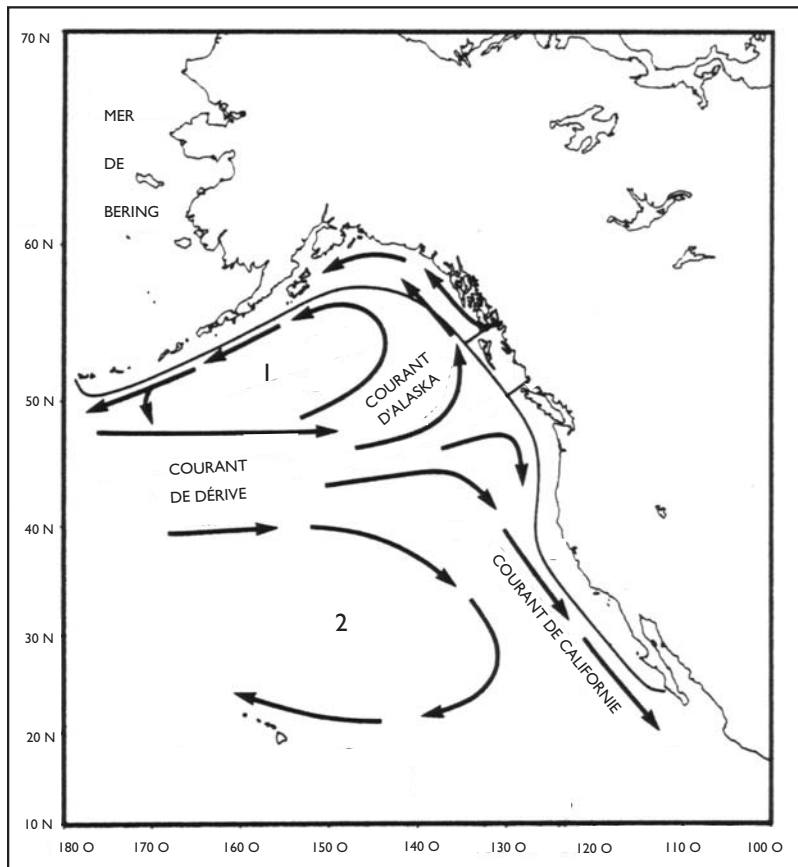 70 N
MER
DE
BERING
60 N
1
COURANT
D'ALASKA
50 N
COURANT
DE DÉRIVE
40 N
COURANT DE CALIFORNIE
2
30 N
20 N
10 N
180 O 170 O 160 O 150 O 140 O 130 O 120 O 110 O 100 O